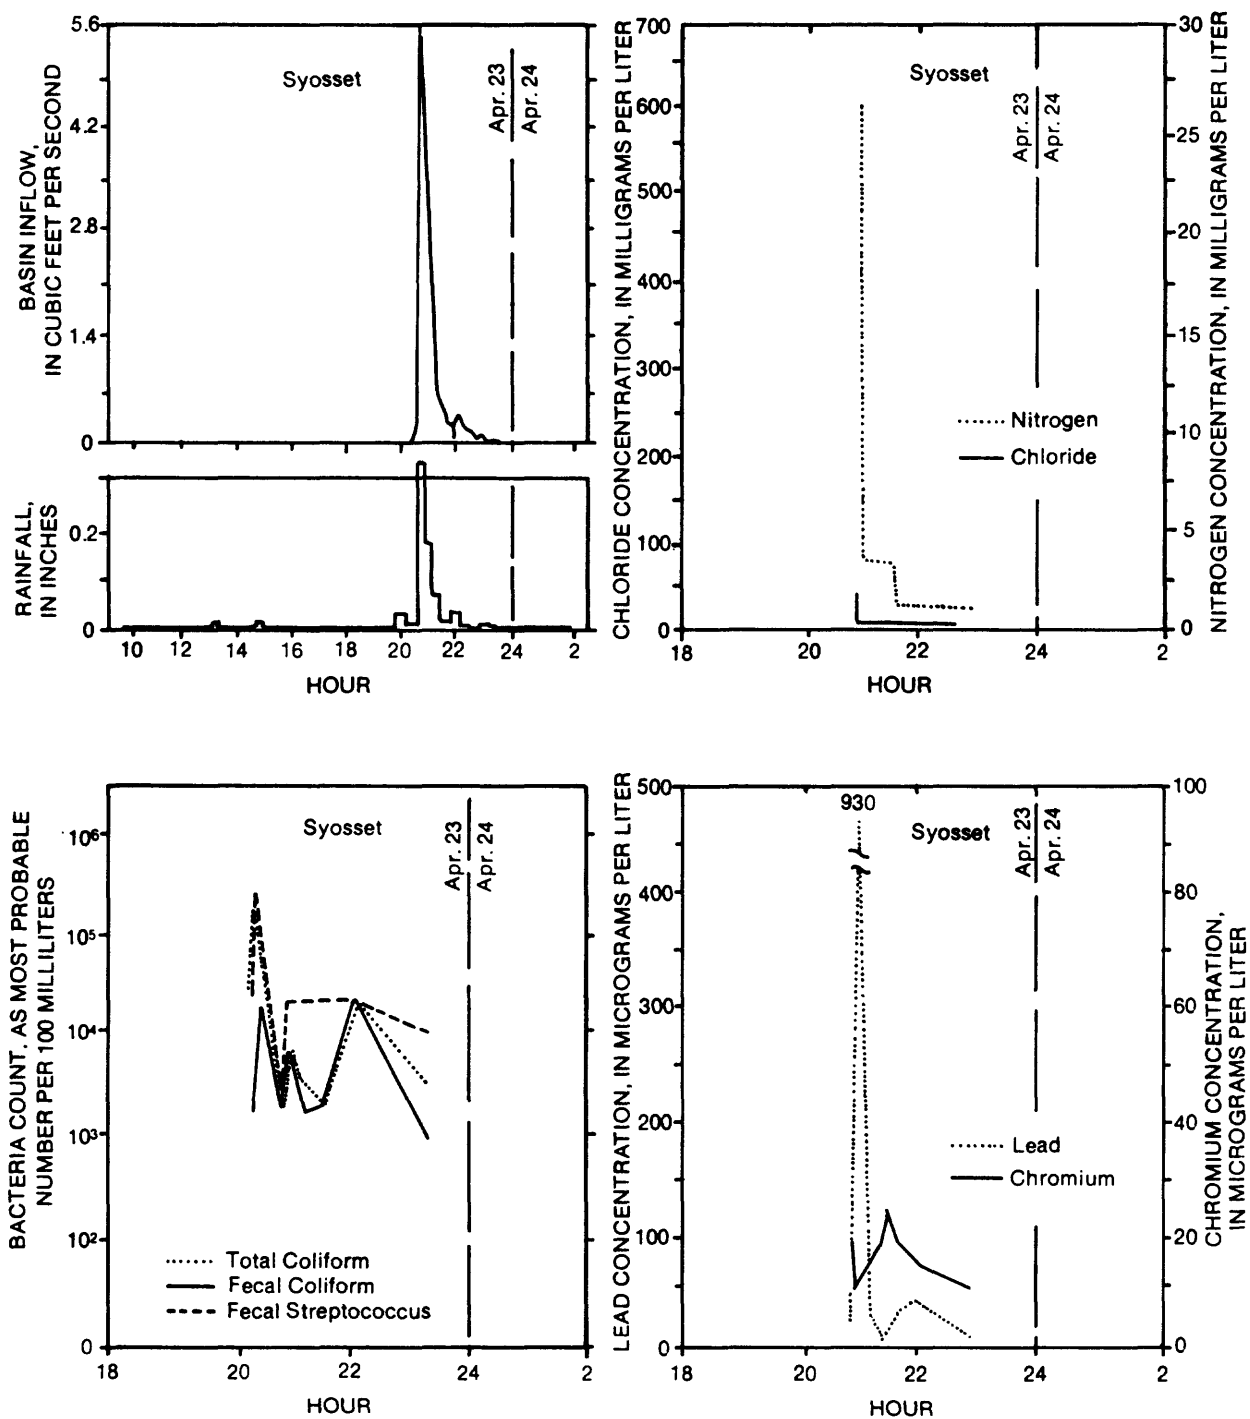 5.6
4.2
2.8
1.4
0
BASIN INFLOW,
IN CUBIC FEET PER SECOND
Syosset
Apr. 23
Apr. 24
0.2
0
RAINFALL,
IN INCHES
10 12 14 16 18 20 22 24 2
HOUR
700
600
500
400
300
200
100
0
CHLORIDE CONCENTRATION, IN MILLIGRAMS PER LITER
Syosset
Apr. 23
Apr. 24
Nitrogen
Chloride
30
25
20
15
10
5
0
NITROGEN CONCENTRATION, IN MILLIGRAMS PER LITER
18 20 22 24 2
HOUR
BACTERIA COUNT, AS MOST PROBABLE
NUMBER PER 100 MILLILITERS
10⁶
10⁵
10⁴
10³
10²
0
Syosset
Apr. 23
Apr. 24
Total Coliform
Fecal Coliform
Fecal Streptococcus
18 20 22 24 2
HOUR
LEAD CONCENTRATION, IN MICROGRAMS PER LITER
500
400
300
200
100
0
930
Syosset
Apr. 23
Apr. 24
Lead
Chromium
100
80
60
40
20
0
CHROMIUM CONCENTRATION,
IN MICROGRAMS PER LITER
18 20 22 24 2
HOUR